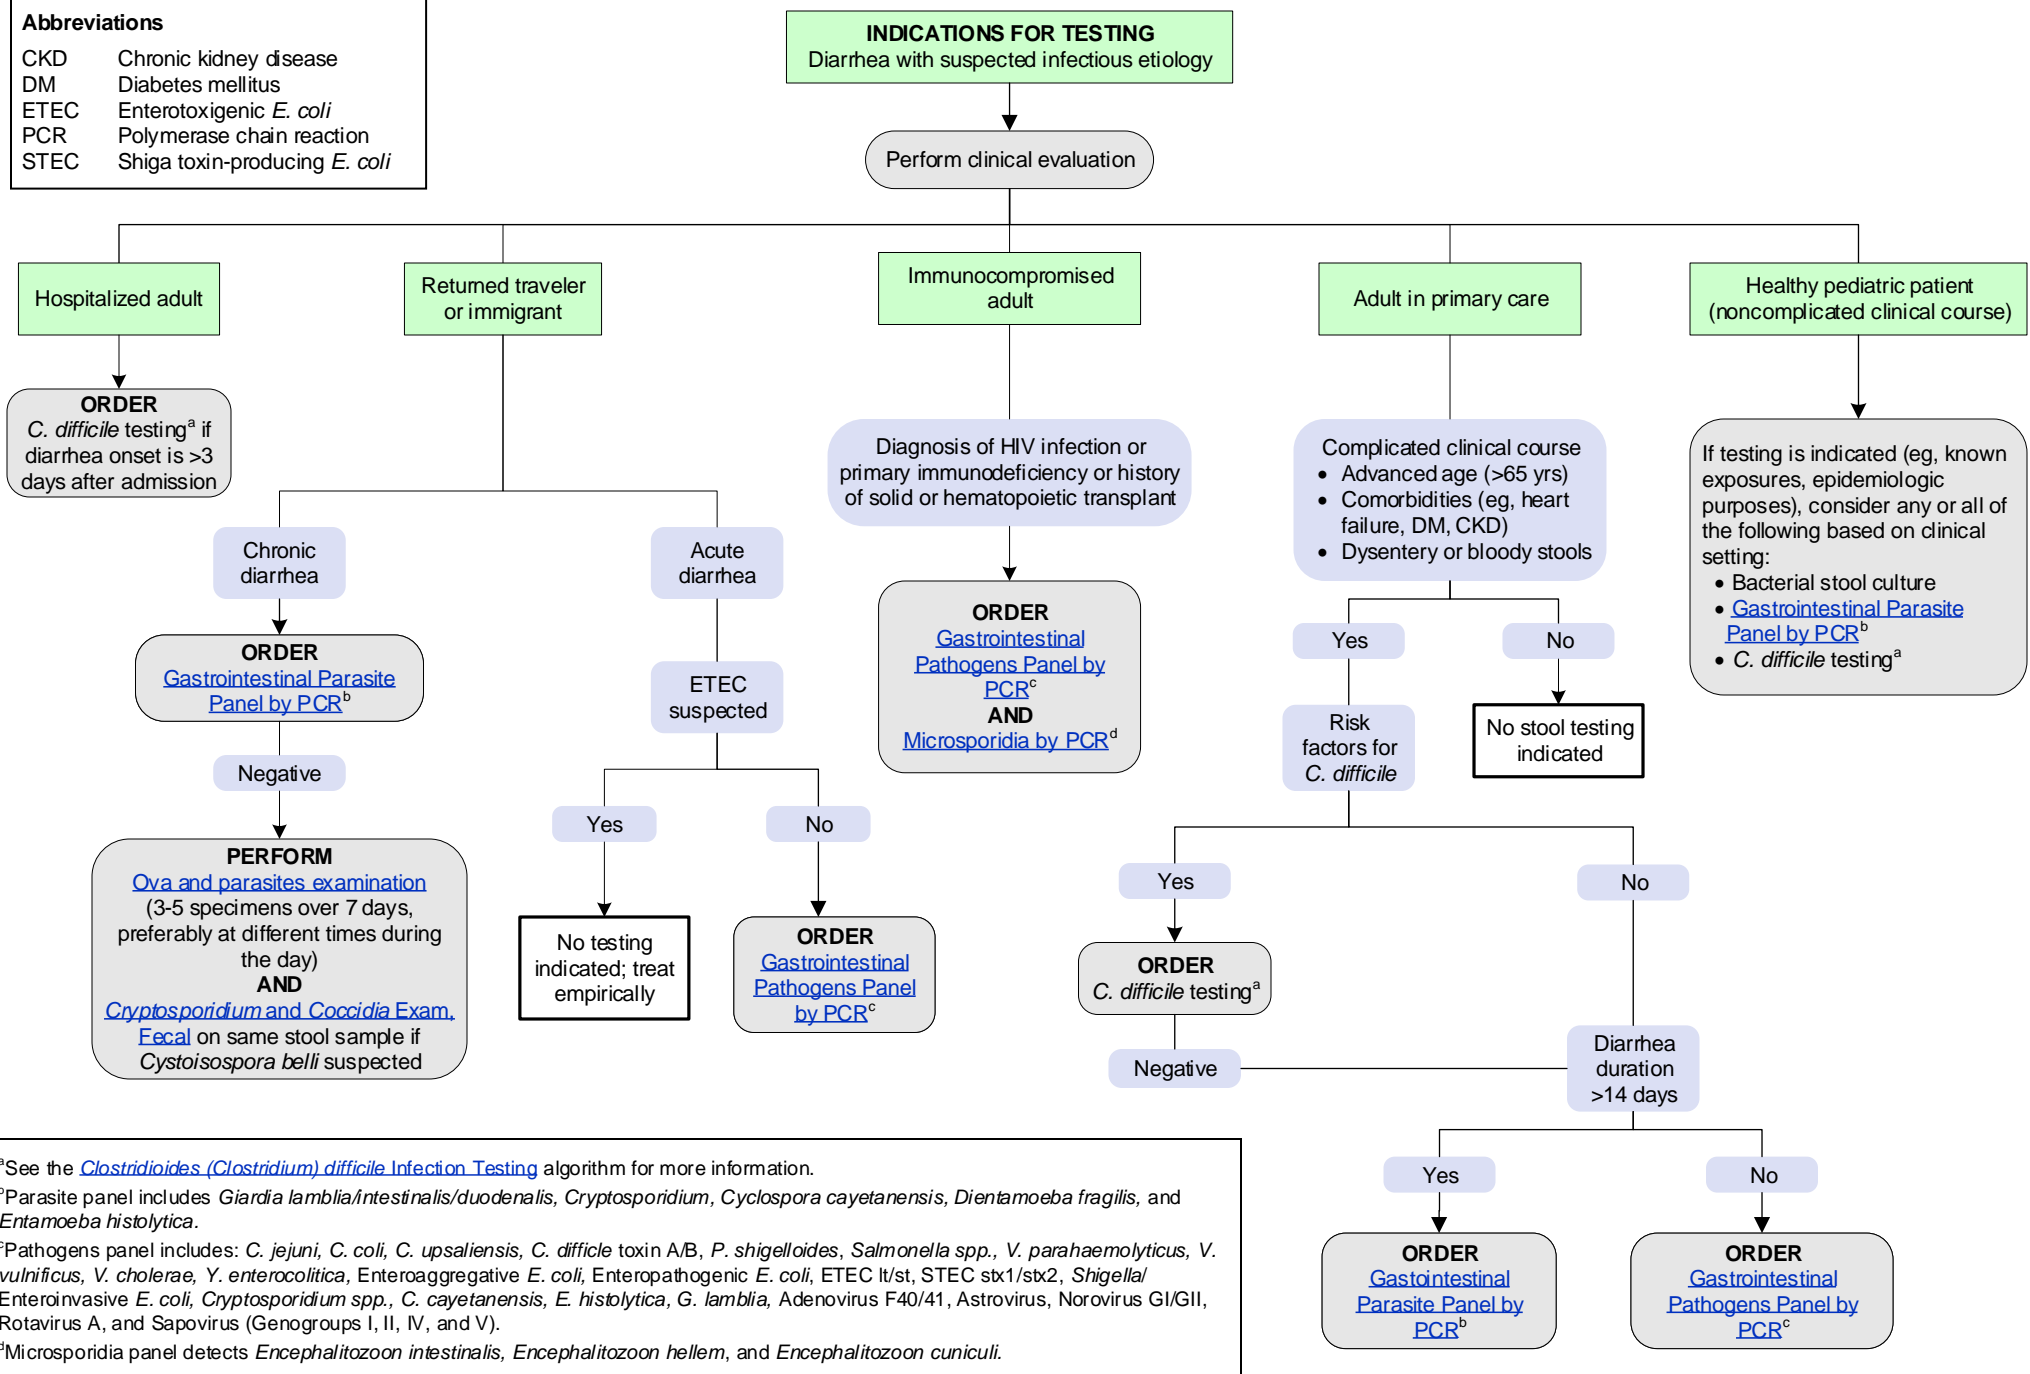 Abbreviations
CKD Chronic kidney disease
DM Diabetes mellitus
ETEC Enterotoxigenic E. coli
PCR Polymerase chain reaction
STEC Shiga toxin-producing E. coli
INDICATIONS FOR TESTING
Diarrhea with suspected infectious etiology
Perform clinical evaluation
Hospitalized adult
Returned traveler
or immigrant
Immunocompromised
adult
Adult in primary care
Healthy pediatric patient
(noncomplicated clinical course)
ORDER
C. difficile testingᵃ if
diarrhea onset is >3
days after admission
Chronic
diarrhea
ORDER
Gastrointestinal Parasite
Panel by PCRᵇ
Negative
PERFORM
Ova and parasites examination
(3-5 specimens over 7 days,
preferably at different times during
the day)
AND
Cryptosporidium and Coccidia Exam,
Fecal on same stool sample if
Cystoisospora belli suspected
Acute
diarrhea
ETEC
suspected
Yes
No
No testing
indicated; treat
empirically
ORDER
Gastrointestinal
Pathogens Panel
by PCRᶜ
Diagnosis of HIV infection or
primary immunodeficiency or history
of solid or hematopoietic transplant
ORDER
Gastrointestinal
Pathogens Panel by
PCRᶜ
AND
Microsporidia by PCRᵈ
Complicated clinical course
• Advanced age (>65 yrs)
• Comorbidities (eg, heart
failure, DM, CKD)
• Dysentery or bloody stools
Yes
No
Risk
factors for
C. difficile
No stool testing
indicated
Yes
No
ORDER
C. difficile testingᵃ
Negative
Diarrhea
duration
>14 days
Yes
No
ORDER
Gastrointestinal
Parasite Panel by
PCRᵇ
ORDER
Gastrointestinal
Pathogens Panel by
PCRᶜ
If testing is indicated (eg, known
exposures, epidemiologic
purposes), consider any or all of
the following based on clinical
setting:
• Bacterial stool culture
• Gastrointestinal Parasite
Panel by PCRᵇ
• C. difficile testingᵃ
ᵃSee the Clostridioides (Clostridium) difficile Infection Testing algorithm for more information.
ᵇParasite panel includes Giardia lamblia/intestinalis/duodenalis, Cryptosporidium, Cyclospora cayetanensis, Dientamoeba fragilis, and
Entamoeba histolytica.
ᶜPathogens panel includes: C. jejuni, C. coli, C. upsaliensis, C. difficle toxin A/B, P. shigelloides, Salmonella spp., V. parahaemolyticus, V.
vulnificus, V. cholerae, Y. enterocolitica, Enteroaggregative E. coli, Enteropathogenic E. coli, ETEC lt/st, STEC stx1/stx2, Shigella/
Enteroinvasive E. coli, Cryptosporidium spp., C. cayetanensis, E. histolytica, G. lamblia, Adenovirus F40/41, Astrovirus, Norovirus GI/GII,
Rotavirus A, and Sapovirus (Genogroups I, II, IV, and V).
ᵈMicrosporidia panel detects Encephalitozoon intestinalis, Encephalitozoon hellem, and Encephalitozoon cuniculi.